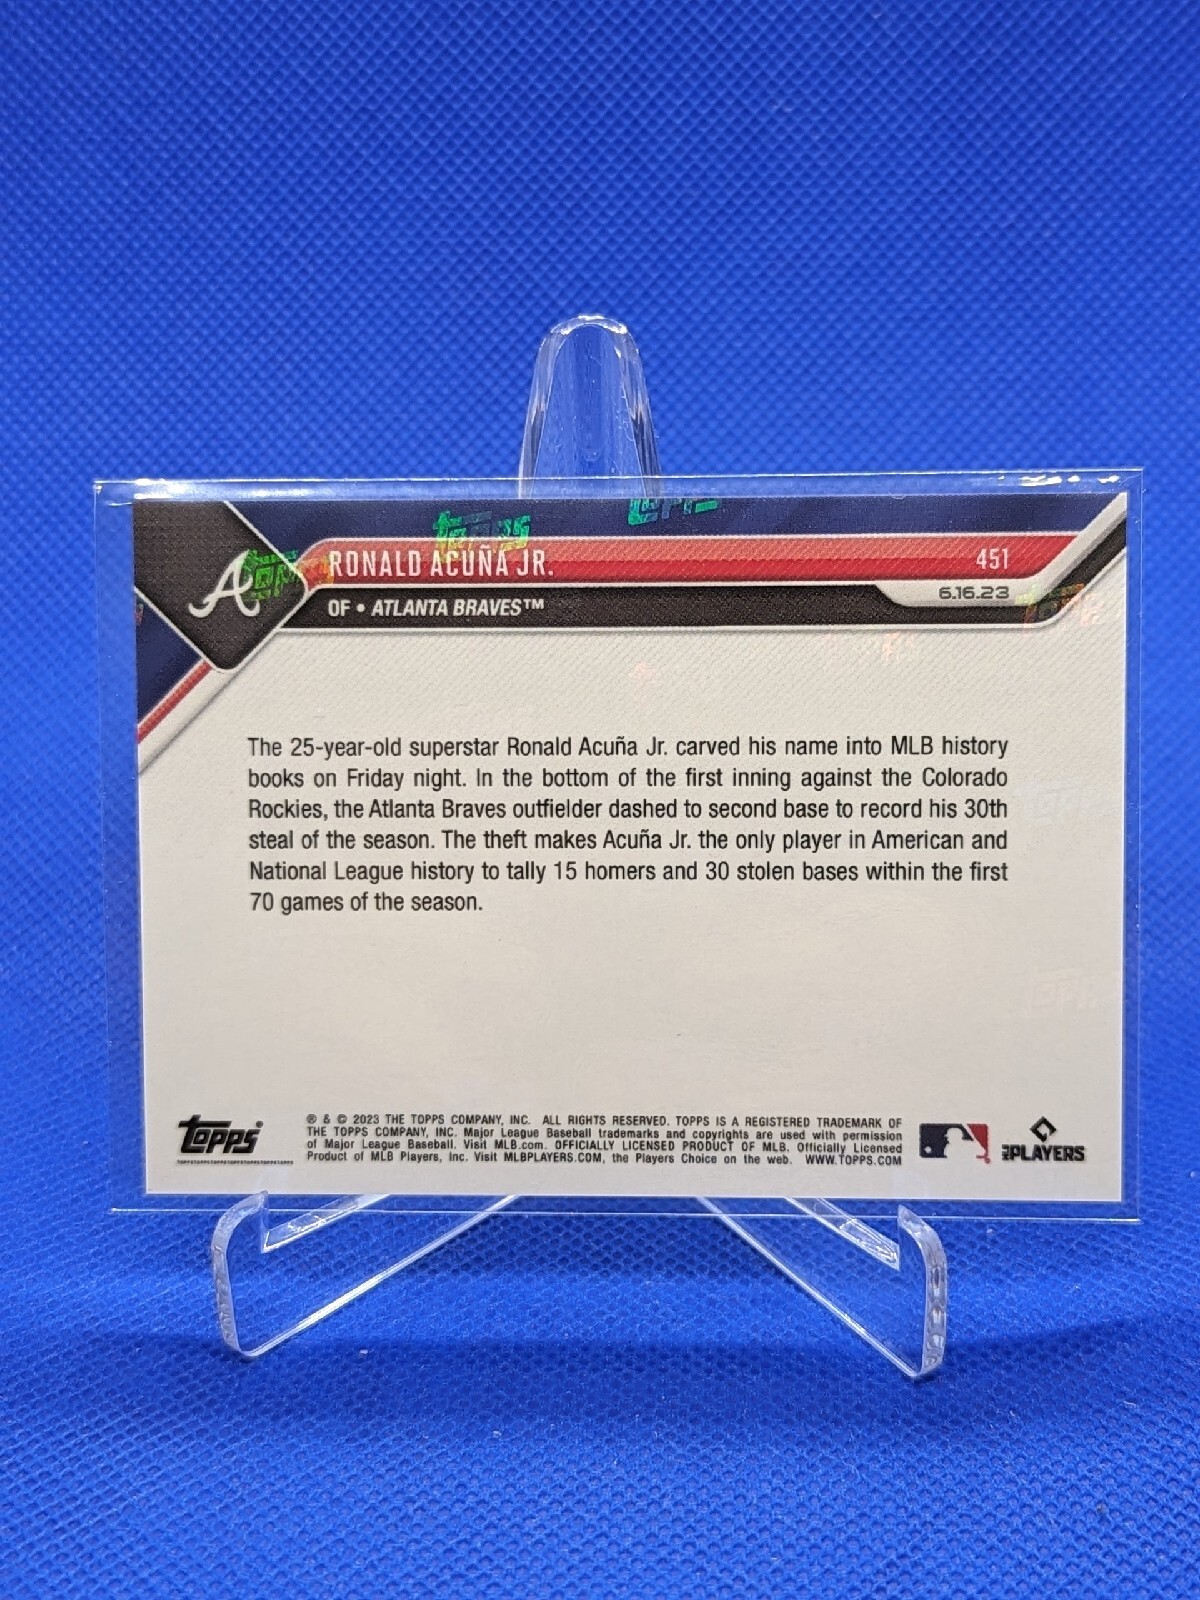 topps
RONALD ACUÑA JR.
451
OF • ATLANTA BRAVES™
6.16.23
The 25-year-old superstar Ronald Acuña Jr. carved his name into MLB history
books on Friday night. In the bottom of the first inning against the Colorado
Rockies, the Atlanta Braves outfielder dashed to second base to record his 30th
steal of the season. The theft makes Acuña Jr. the only player in American and
National League history to tally 15 homers and 30 stolen bases within the first
70 games of the season.
topps
® & © 2023 THE TOPPS COMPANY, INC. ALL RIGHTS RESERVED. TOPPS IS A REGISTERED TRADEMARK OF
THE TOPPS COMPANY, INC. Major League Baseball trademarks and copyrights are used with permission
of Major League Baseball. Visit MLB.com. OFFICIALLY LICENSED PRODUCT OF MLB. Officially Licensed
Product of MLB Players, Inc. Visit MLBPLAYERS.COM, the Players Choice on the web. WWW.TOPPS.COM
PLAYERS